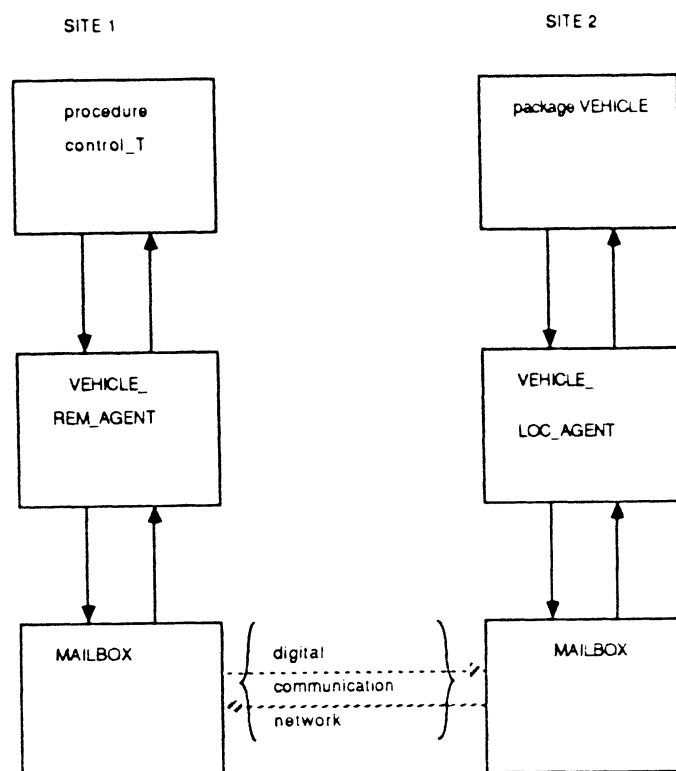 SITE 1
SITE 2
procedure
control_T
package VEHICLE
VEHICLE_
REM_AGENT
VEHICLE_
LOC_AGENT
MAILBOX
digital
communication
network
MAILBOX